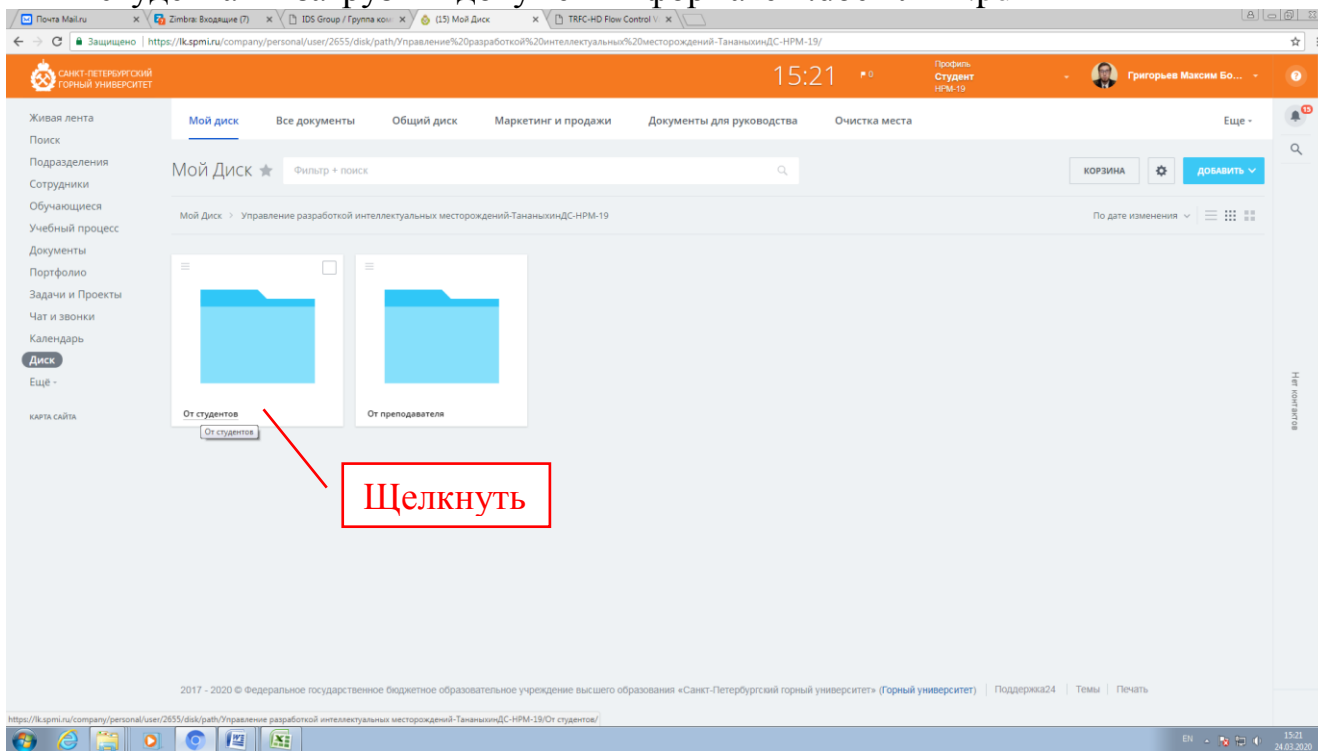 Почта Mail.ru
Zimbra: Входящие (7)
IDS Group / Группа ком
(15) Мой Диск
TRFC-HD Flow Control V
Защищено | https://lk.spmi.ru/company/personal/user/2655/disk/path/Управление%20разработкой%20интеллектуальных%20месторождений-ТананыхинДС-НРМ-19/
САНКТ-ПЕТЕРБУРГСКИЙ
ГОРНЫЙ УНИВЕРСИТЕТ
15:21
0
Профиль
Студент
НРМ-19
Григорьев Максим Бо...
?
Живая лента
Поиск
Подразделения
Сотрудники
Обучающиеся
Учебный процесс
Документы
Портфолио
Задачи и Проекты
Чат и звонки
Календарь
Диск
Ещё
КАРТА САЙТА
Мой диск
Все документы
Общий диск
Маркетинг и продажи
Документы для руководства
Очистка места
Еще
15
Мой Диск
Фильтр + поиск
КОРЗИНА
ДОБАВИТЬ
Мой Диск > Управление разработкой интеллектуальных месторождений-ТананыхинДС-НРМ-19
По дате изменения
От студентов
От преподавателя
От студентов
Щелкнуть
Нет контактов
2017 - 2020 © Федеральное государственное бюджетное образовательное учреждение высшего образования «Санкт-Петербургский горный университет» (Горный университет) | Поддержка24 | Темы | Печать
https://lk.spmi.ru/company/personal/user/2655/disk/path/Управление разработкой интеллектуальных месторождений-ТананыхинДС-НРМ-19/От студентов/
EN
15:21
24.03.2020